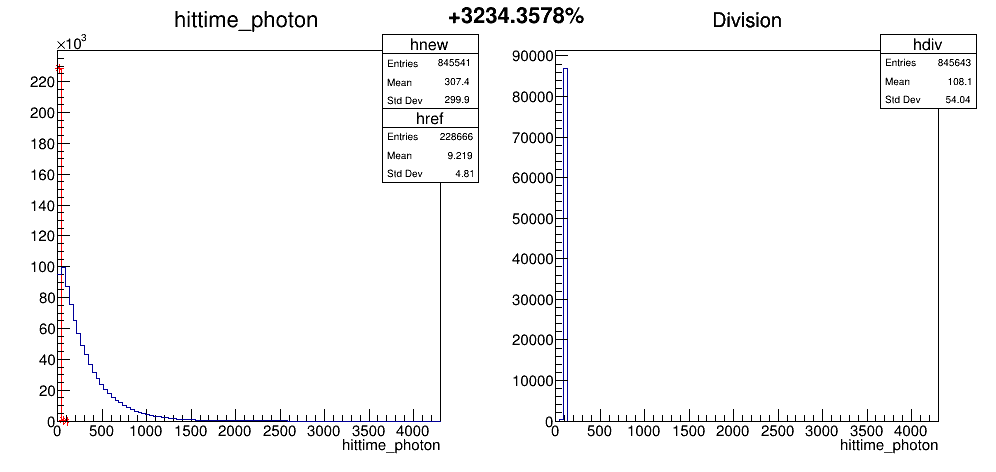 hittime_photon
+3234.3578%
Division
×10³
hnew
Entries 845541
Mean 307.4
Std Dev 299.9
href
Entries 228666
Mean 9.219
Std Dev 4.81
220
200
180
160
140
120
100
80
60
40
20
0
0 500 1000 1500 2000 2500 3000 3500 4000
hittime_photon
hdiv
Entries 845643
Mean 108.1
Std Dev 54.04
90000
80000
70000
60000
50000
40000
30000
20000
10000
0
0 500 1000 1500 2000 2500 3000 3500 4000
hittime_photon